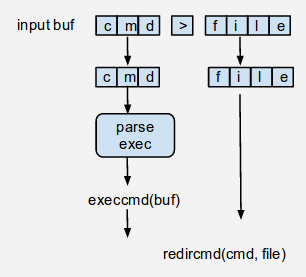 input buf c m d > f i l e
c m d f i l e
parse
exec
execcmd(buf)
redircmd(cmd, file)